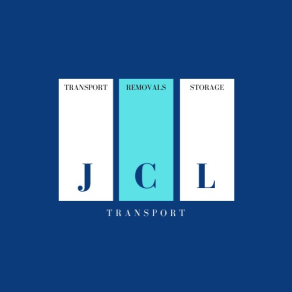 TRANSPORT REMOVALS STORAGE
J C L
TRANSPORT